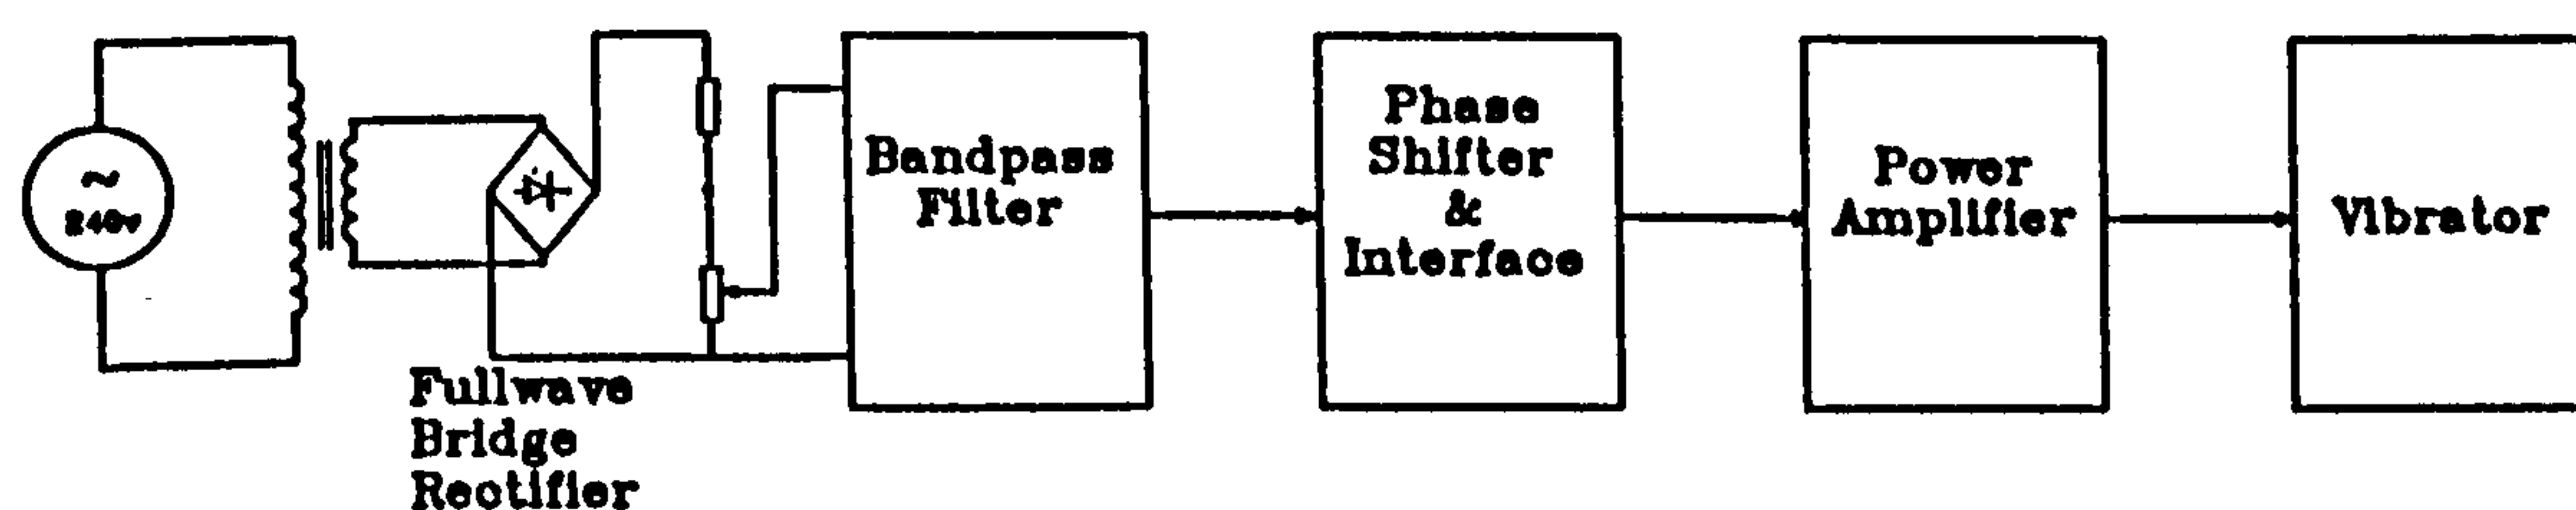 ~
240v
Fullwave
Bridge
Rectifier
Bandpass
Filter
Phase
Shifter
&
Interface
Power
Amplifier
Vibrator